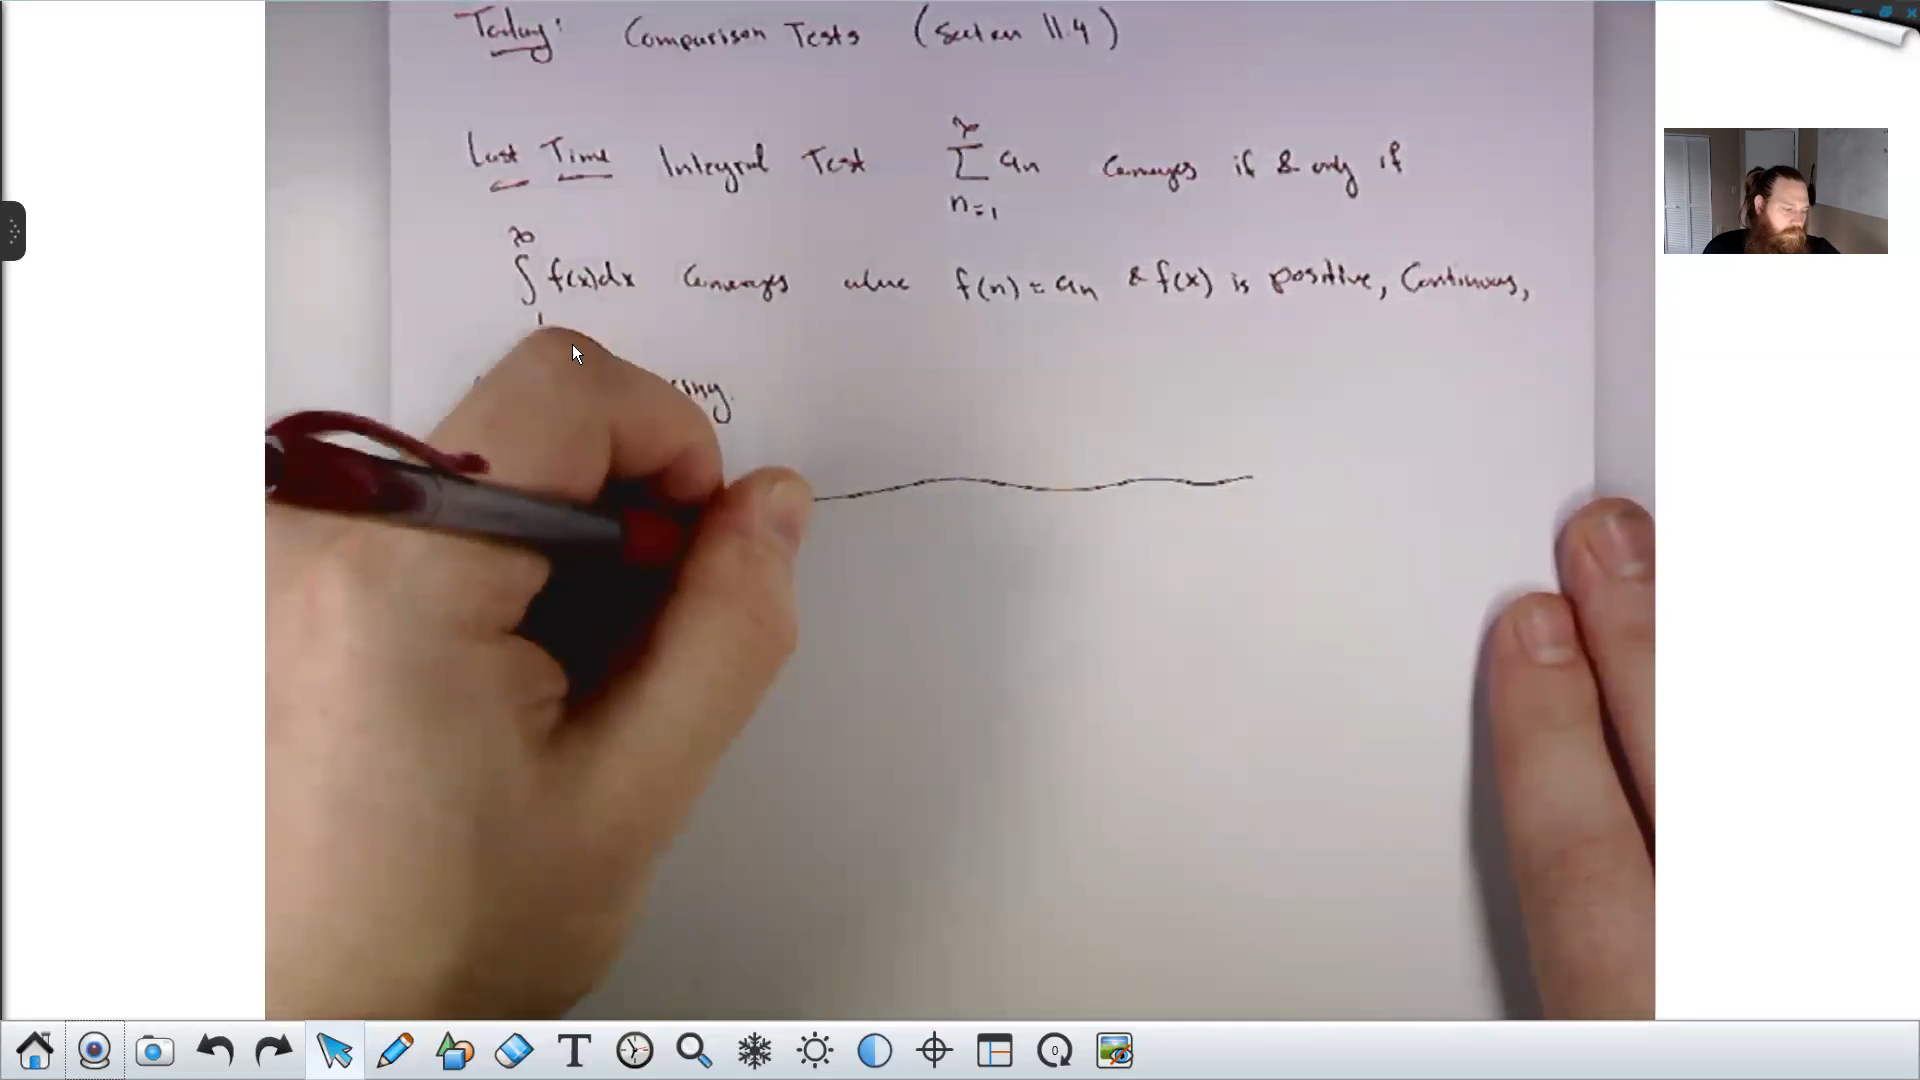 Today: Comparison Tests (Section 11.4)
Last Time Integral Test ∞ ∑ n=1 an Converges if & only if
∞ ∫ 1 f(x)dx Converges where f(n) = an & f(x) is positive, Continuous,
T 0